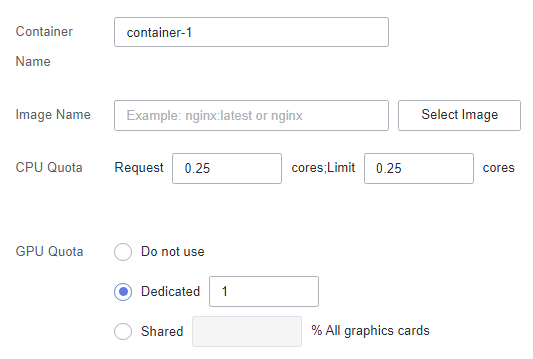 Container Name
container-1
Image Name Example: nginx:latest or nginx Select Image
CPU Quota Request 0.25 cores;Limit 0.25 cores
GPU Quota Do not use
Dedicated 1
Shared % All graphics cards